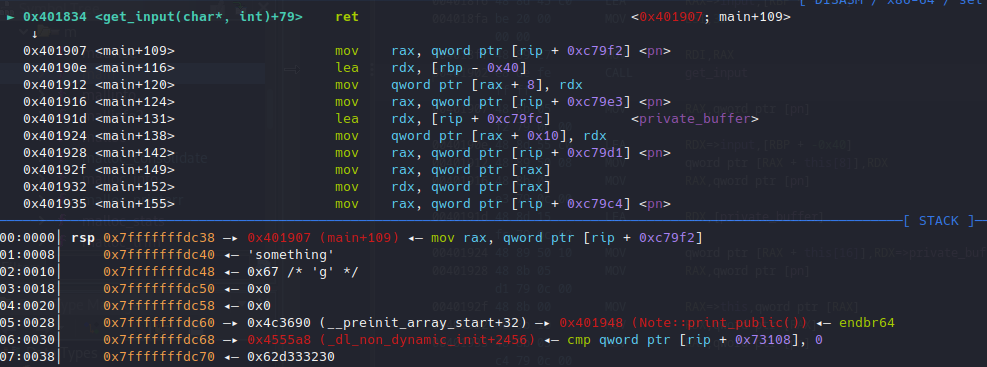 [ DISASM / x86-64 / set
► 0x401834 <get_input(char*, int)+79> ret <0x401907; main+109>
↓
0x401907 <main+109> mov rax, qword ptr [rip + 0xc79f2] <pn>
0x40190e <main+116> lea rdx, [rbp - 0x40]
0x401912 <main+120> mov qword ptr [rax + 8], rdx
0x401916 <main+124> mov rax, qword ptr [rip + 0xc79e3] <pn>
0x40191d <main+131> lea rdx, [rip + 0xc79fc] <private_buffer>
0x401924 <main+138> mov qword ptr [rax + 0x10], rdx
0x401928 <main+142> mov rax, qword ptr [rip + 0xc79d1] <pn>
0x40192f <main+149> mov rax, qword ptr [rax]
0x401932 <main+152> mov rdx, qword ptr [rax]
0x401935 <main+155> mov rax, qword ptr [rip + 0xc79c4] <pn>
[ STACK ]
00:0000│ rsp 0x7fffffffdc38 —▸ 0x401907 (main+109) ◂— mov rax, qword ptr [rip + 0xc79f2]
01:0008│ 0x7fffffffdc40 ◂— 'something'
02:0010│ 0x7fffffffdc48 ◂— 0x67 /* 'g' */
03:0018│ 0x7fffffffdc50 ◂— 0x0
04:0020│ 0x7fffffffdc58 ◂— 0x0
05:0028│ 0x7fffffffdc60 —▸ 0x4c3690 (__preinit_array_start+32) —▸ 0x401948 (Note::print_public()) ◂— endbr64
06:0030│ 0x7fffffffdc68 —▸ 0x4555a8 (_dl_non_dynamic_init+2456) ◂— cmp qword ptr [rip + 0x73108], 0
07:0038│ 0x7fffffffdc70 ◂— 0x62d333230